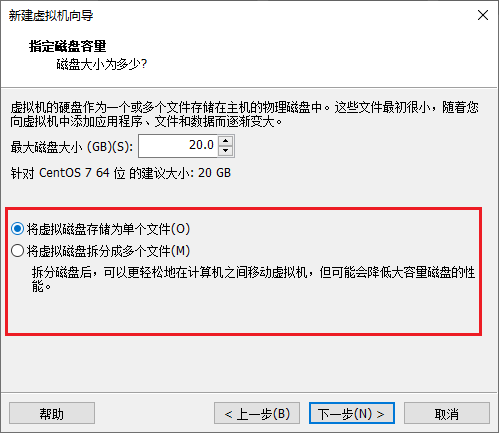 新建虚拟机向导
指定磁盘容量
磁盘大小为多少?
虚拟机的硬盘作为一个或多个文件存储在主机的物理磁盘中。这些文件最初很小，随着您
向虚拟机中添加应用程序、文件和数据而逐渐变大。
最大磁盘大小 (GB)(S): 20.0
针对 CentOS 7 64 位 的建议大小: 20 GB
将虚拟磁盘存储为单个文件(O)
将虚拟磁盘拆分成多个文件(M)
拆分磁盘后，可以更轻松地在计算机之间移动虚拟机，但可能会降低大容量磁盘的性
能。
帮助 < 上一步(B) 下一步(N) > 取消